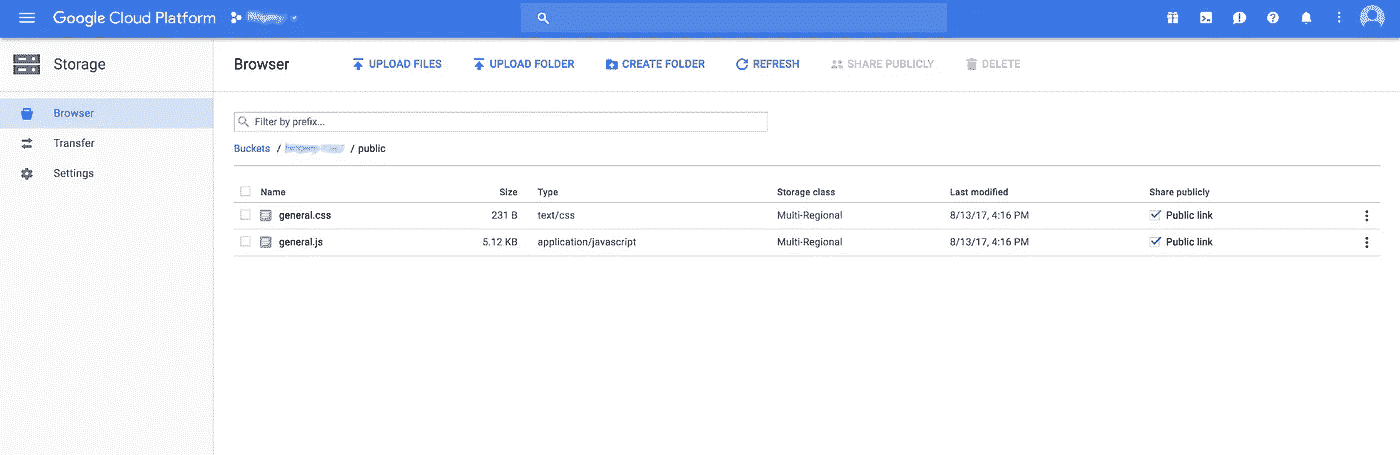 Google Cloud Platform
Storage
Browser UPLOAD FILES UPLOAD FOLDER CREATE FOLDER REFRESH SHARE PUBLICLY DELETE
Browser
Transfer
Settings
Filter by prefix...
Buckets / / public
Name Size Type Storage class Last modified Share publicly
general.css 231 B text/css Multi-Regional 8/13/17, 4:16 PM Public link
general.js 5.12 KB application/javascript Multi-Regional 8/13/17, 4:16 PM Public link